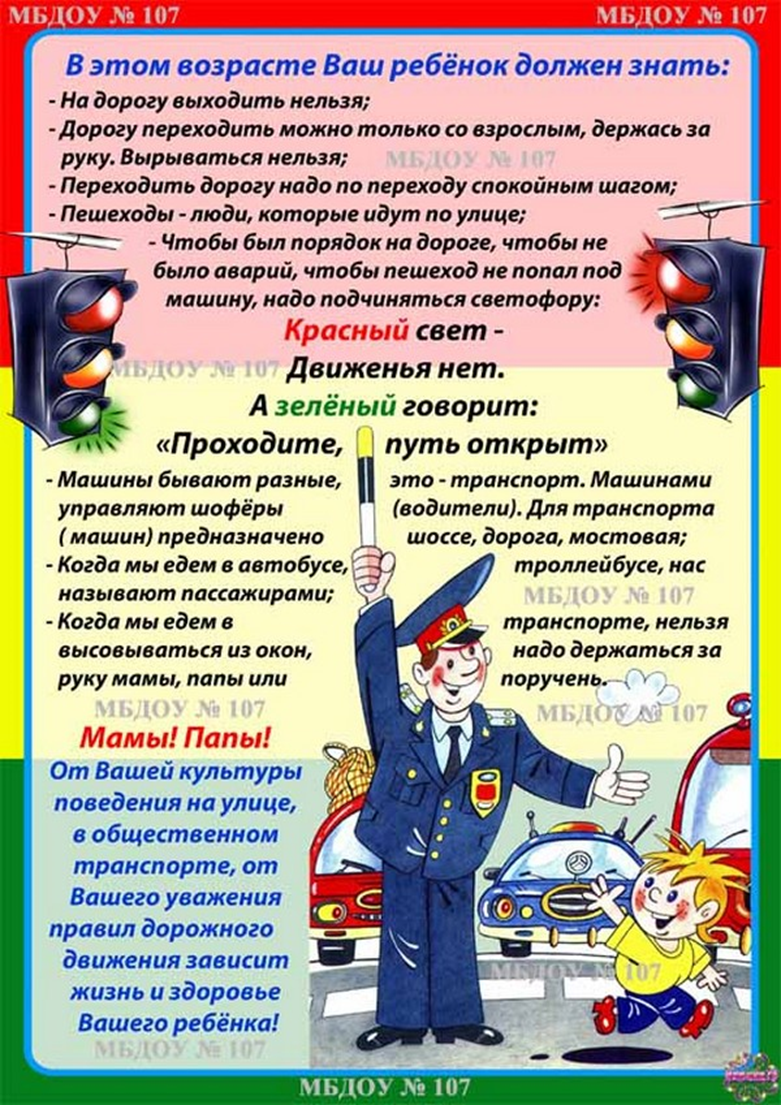 МБДОУ № 107 МБДОУ № 107
В этом возрасте Ваш ребёнок должен знать:
- На дорогу выходить нельзя;
- Дорогу переходить можно только со взрослым, держась за
руку. Вырываться нельзя; МБДОУ № 107
- Переходить дорогу надо по переходу спокойным шагом;
- Пешеходы - люди, которые идут по улице;
- Чтобы был порядок на дороге, чтобы не
было аварий, чтобы пешеход не попал под
машину, надо подчиняться светофору:
Красный свет -
МБДОУ № 107 Движенья нет.
А зелёный говорит:
«Проходите, путь открыт»
- Машины бывают разные, это - транспорт. Машинами
управляют шофёры (водители). Для транспорта
( машин) предназначено шоссе, дорога, мостовая;
- Когда мы едем в автобусе, троллейбусе, нас
называют пассажирами; МБДОУ № 107
- Когда мы едем в транспорте, нельзя
высовываться из окон, надо держаться за
руку мамы, папы или поручень.
МБДОУ № 107 МБДОУ № 107
Мамы! Папы!
От Вашей культуры
поведения на улице,
в общественном
транспорте, от
Вашего уважения
правил дорожного
движения зависит
МБДОУ № 107
жизнь и здоровье
Вашего ребёнка!
МБДОУ № 107
МБДОУ № 107